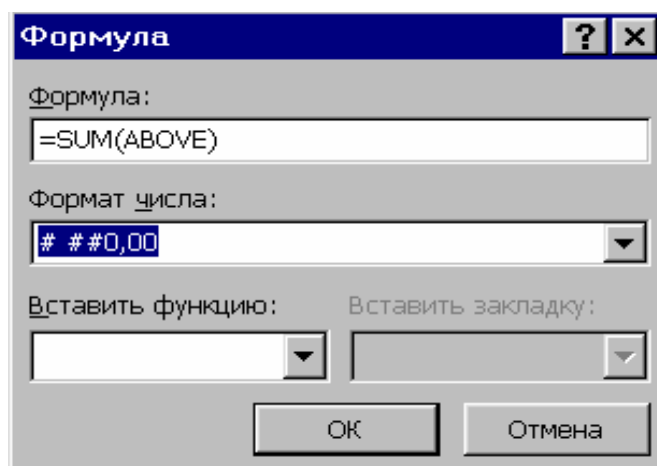 Формула
Формула:
=SUM(ABOVE)
Формат числа:
# ##0,00
Вставить функцию: Вставить закладку:
ОК Отмена